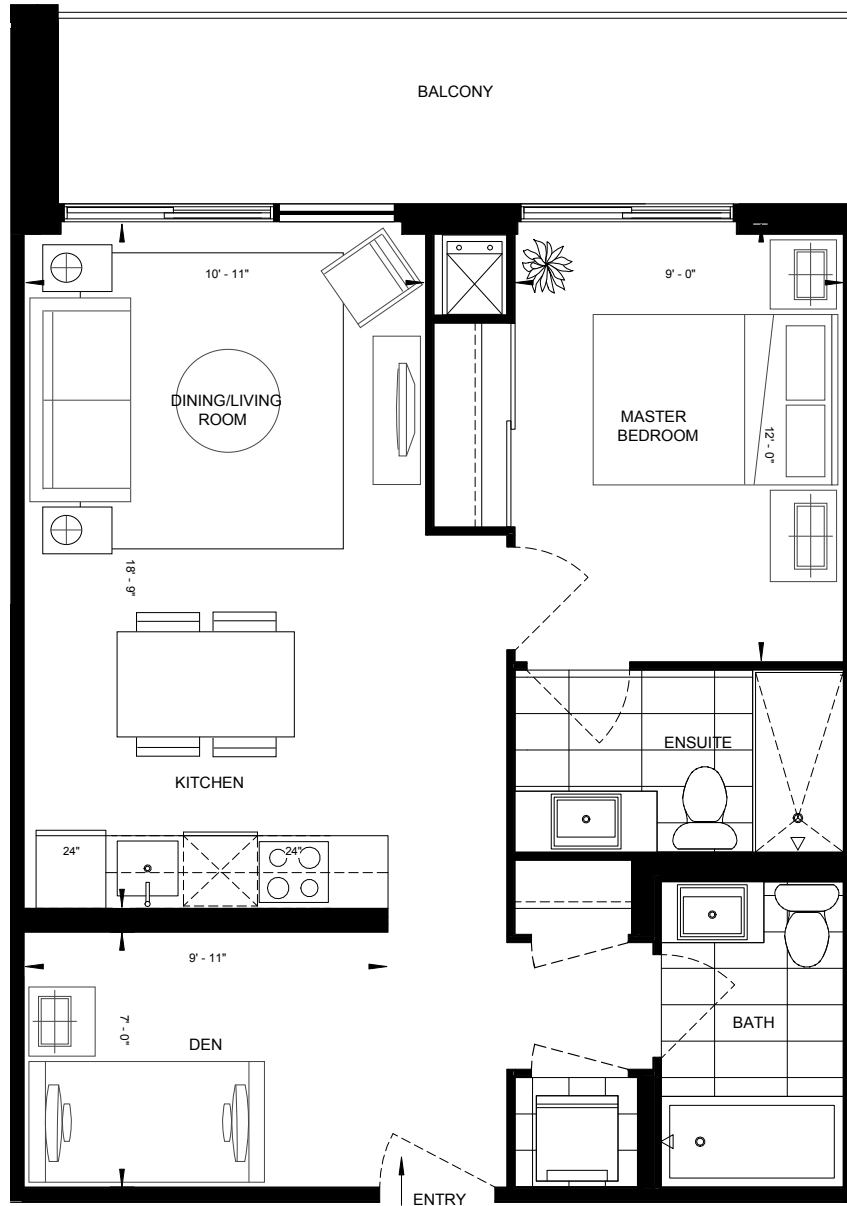 BALCONY
10' - 11"
9' - 0"
DINING/LIVING
ROOM
MASTER
BEDROOM
12' - 0"
18' - 9"
ENSUITE
KITCHEN
24"
24"
9' - 11"
7' - 0"
DEN
BATH
ENTRY